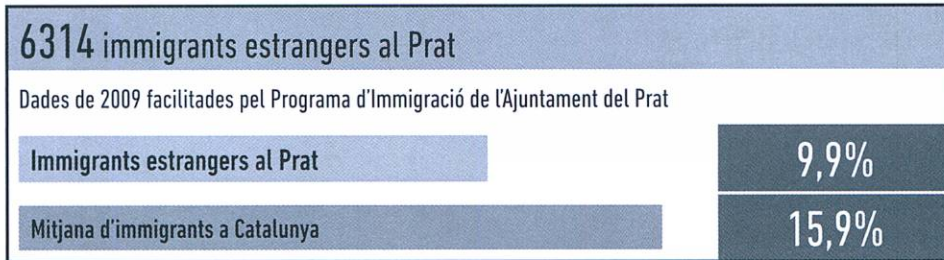 6314 immigrants estrangers al Prat
Dades de 2009 facilitades pel Programa d'Immigració de l'Ajuntament del Prat
Immigrants estrangers al Prat 9,9%
Mitjana d'immigrants a Catalunya 15,9%